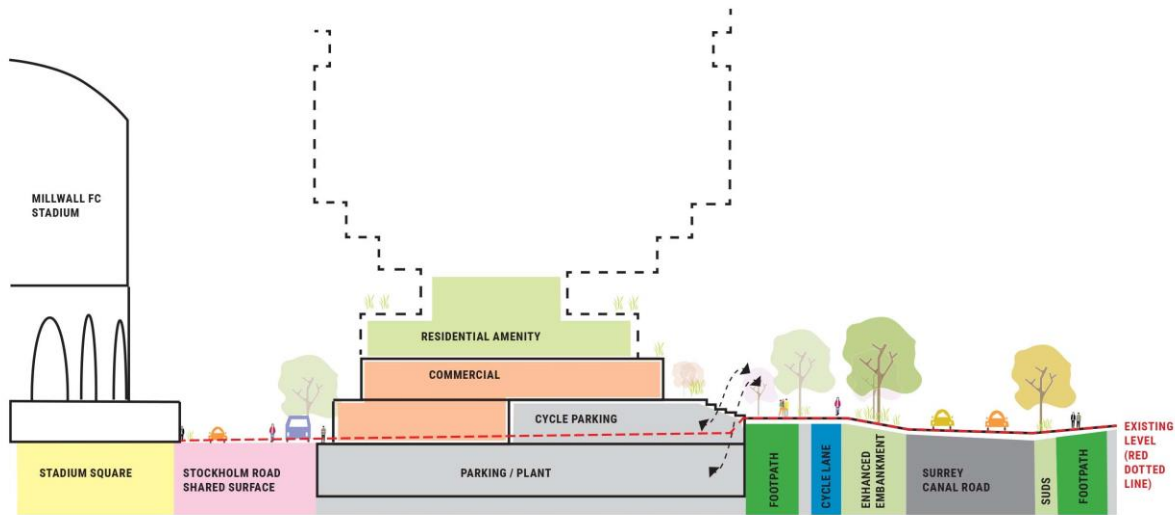 MILLWALL FC
STADIUM
RESIDENTIAL AMENITY
COMMERCIAL
CYCLE PARKING
PARKING / PLANT
STADIUM SQUARE
STOCKHOLM ROAD
SHARED SURFACE
FOOTPATH
CYCLE LANE
ENHANCED
EMBANKMENT
SURREY
CANAL ROAD
SUDS
FOOTPATH
EXISTING
LEVEL
(RED
DOTTED
LINE)